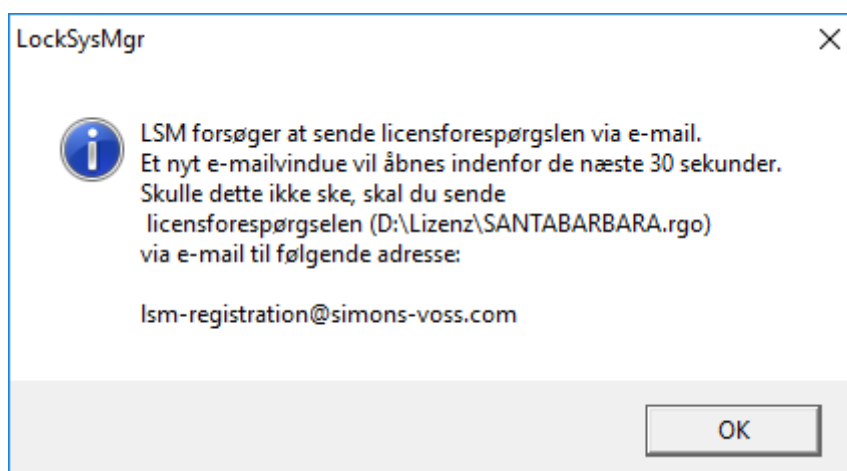 LockSysMgr
LSM forsøger at sende licensforespørgslen via e-mail.
Et nyt e-mailvindue vil åbnes indenfor de næste 30 sekunder.
Skulle dette ikke ske, skal du sende
licensforespørgselen (D:\Lizenz\SANTABARBARA.rgo)
via e-mail til følgende adresse:
lsm-registration@simons-voss.com
OK